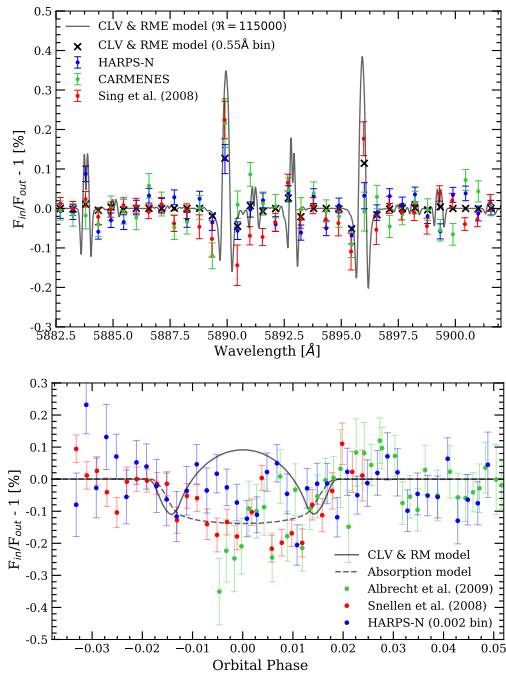 0.5
0.4
0.3
0.2
0.1
0.0
-0.1
-0.2
-0.3
F_in/F_out - 1 [%]
CLV & RME model (ℜ = 115000)
CLV & RME model (0.55Å bin)
HARPS-N
CARMENES
Sing et al. (2008)
5882.5 5885.0 5887.5 5890.0 5892.5 5895.0 5897.5 5900.0
Wavelength [Å]
0.3
0.2
0.1
0.0
-0.1
-0.2
-0.3
-0.4
-0.5
F_in/F_out - 1 [%]
CLV & RM model
Absorption model
Albrecht et al. (2009)
Snellen et al. (2008)
HARPS-N (0.002 bin)
−0.03 −0.02 −0.01 0.00 0.01 0.02 0.03 0.04 0.05
Orbital Phase